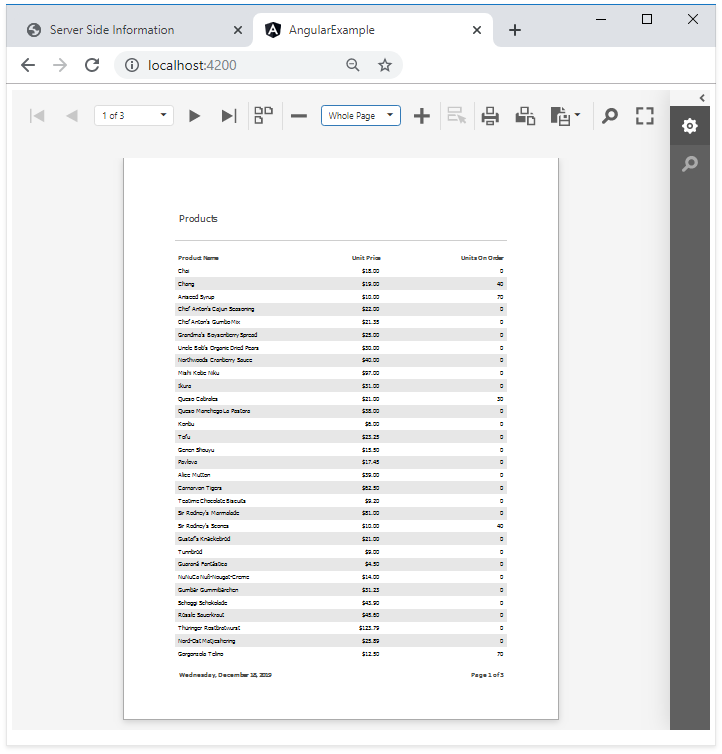 Server Side Information
AngularExample
localhost:4200
1 of 3
Whole Page
Products
Product Name Unit Price Units On Order
Chai $18.00 0
Chang $19.00 40
Aniseed Syrup $10.00 70
Chef Anton's Cajun Seasoning $22.00 0
Chef Anton's Gumbo Mix $21.35 0
Grandma's Boysenberry Spread $25.00 0
Uncle Bob's Organic Dried Pears $30.00 0
Northwoods Cranberry Sauce $40.00 0
Mishi Kobe Niku $97.00 0
Ikura $31.00 0
Queso Cabrales $21.00 30
Queso Manchego La Pastora $38.00 0
Konbu $6.00 0
Tofu $23.25 0
Genen Shouyu $15.50 0
Pavlova $17.45 0
Alice Mutton $39.00 0
Carnarvon Tigers $62.50 0
Teatime Chocolate Biscuits $9.20 0
Sir Rodney's Marmalade $81.00 0
Sir Rodney's Scones $10.00 40
Gustaf's Knäckebröd $21.00 0
Tunnbröd $9.00 0
Guaraná Fantástica $4.50 0
NuNuCa Nuß-Nougat-Creme $14.00 0
Gumbär Gummibärchen $31.23 0
Schoggi Schokolade $43.90 0
Rössle Sauerkraut $45.60 0
Thüringer Rostbratwurst $123.79 0
Nord-Ost Matjeshering $25.89 0
Gorgonzola Telino $12.50 70
Wednesday, December 18, 2019 Page 1 of 3